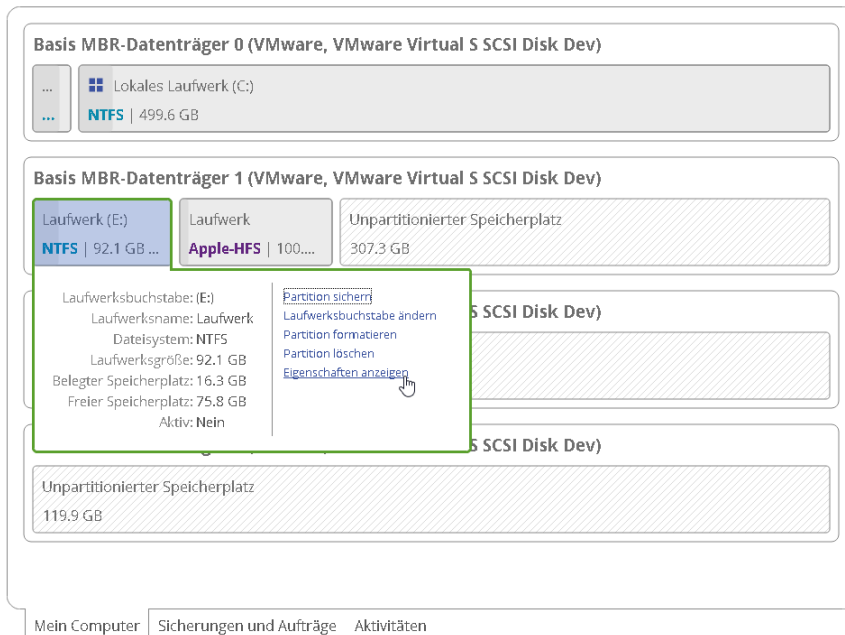 Basis MBR-Datenträger 0 (VMware, VMware Virtual S SCSI Disk Dev)
...
...
Lokales Laufwerk (C:)
NTFS | 499.6 GB
Basis MBR-Datenträger 1 (VMware, VMware Virtual S SCSI Disk Dev)
Laufwerk (E:)
NTFS | 92.1 GB ...
Laufwerk
Apple-HFS | 100....
Unpartitionierter Speicherplatz
307.3 GB
S SCSI Disk Dev)
Laufwerksbuchstabe: (E:)
Laufwerksname: Laufwerk
Dateisystem: NTFS
Laufwerksgröße: 92.1 GB
Belegter Speicherplatz: 16.3 GB
Freier Speicherplatz: 75.8 GB
Aktiv: Nein
Partition sichern
Laufwerksbuchstabe ändern
Partition formatieren
Partition löschen
Eigenschaften anzeigen
S SCSI Disk Dev)
Unpartitionierter Speicherplatz
119.9 GB
Mein Computer
Sicherungen und Aufträge
Aktivitäten